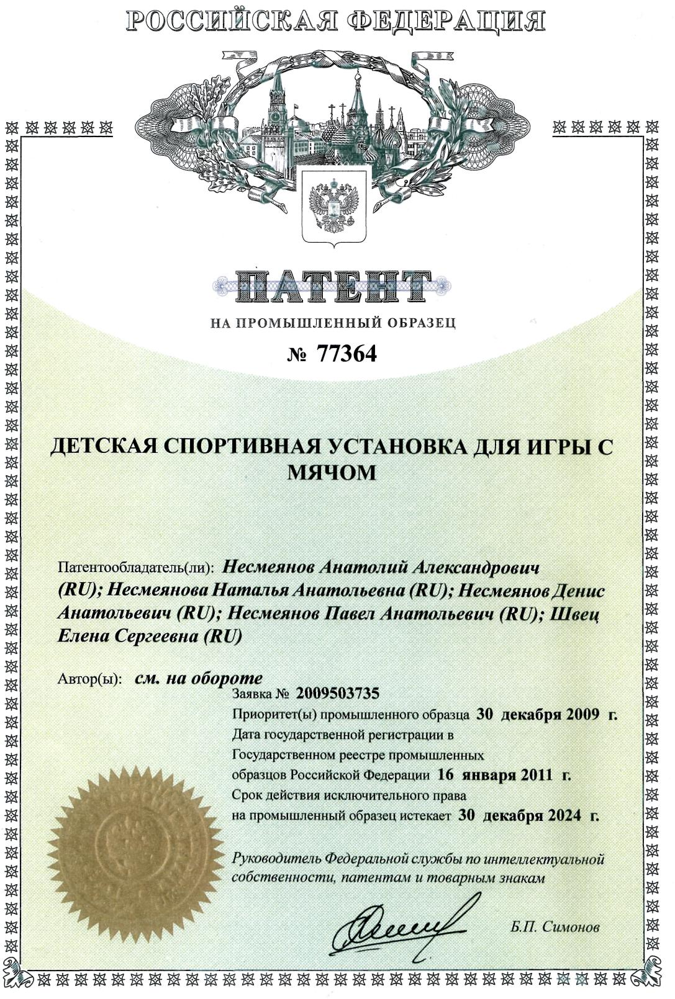 РОССИЙСКАЯ ФЕДЕРАЦИЯ
ПАТЕНТ
НА ПРОМЫШЛЕННЫЙ ОБРАЗЕЦ
№ 77364
ДЕТСКАЯ СПОРТИВНАЯ УСТАНОВКА ДЛЯ ИГРЫ С
МЯЧОМ
Патентообладатель(ли): Несмеянов Анатолий Александрович
(RU); Несмеянова Наталья Анатольевна (RU); Несмеянов Денис
Анатольевич (RU); Несмеянов Павел Анатольевич (RU); Швец
Елена Сергеевна (RU)
Автор(ы): см. на обороте
Заявка № 2009503735
Приоритет(ы) промышленного образца 30 декабря 2009 г.
Дата государственной регистрации в
Государственном реестре промышленных
образцов Российской Федерации 16 января 2011 г.
Срок действия исключительного права
на промышленный образец истекает 30 декабря 2024 г.
Руководитель Федеральной службы по интеллектуальной
собственности, патентам и товарным знакам
Б.П. Симонов